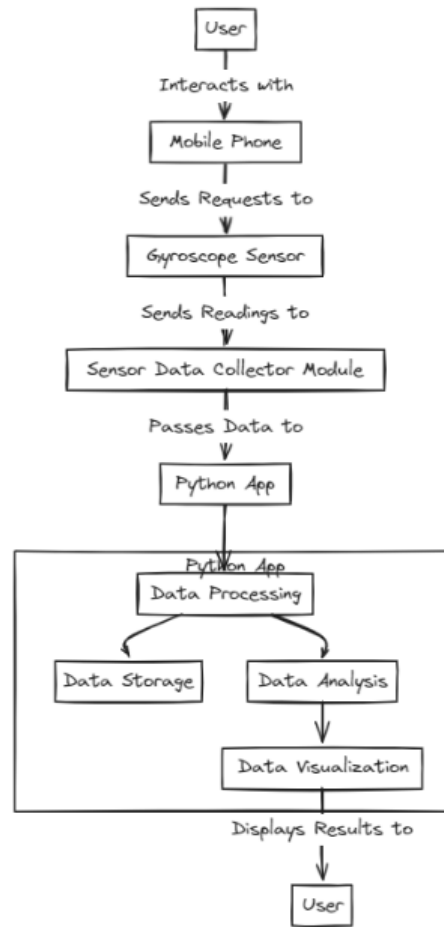 User
Interacts with
Mobile Phone
Sends Requests to
Gyroscope Sensor
Sends Readings to
Sensor Data Collector Module
Passes Data to
Python App
Python App
Data Processing
Data Storage
Data Analysis
Data Visualization
Displays Results to
User